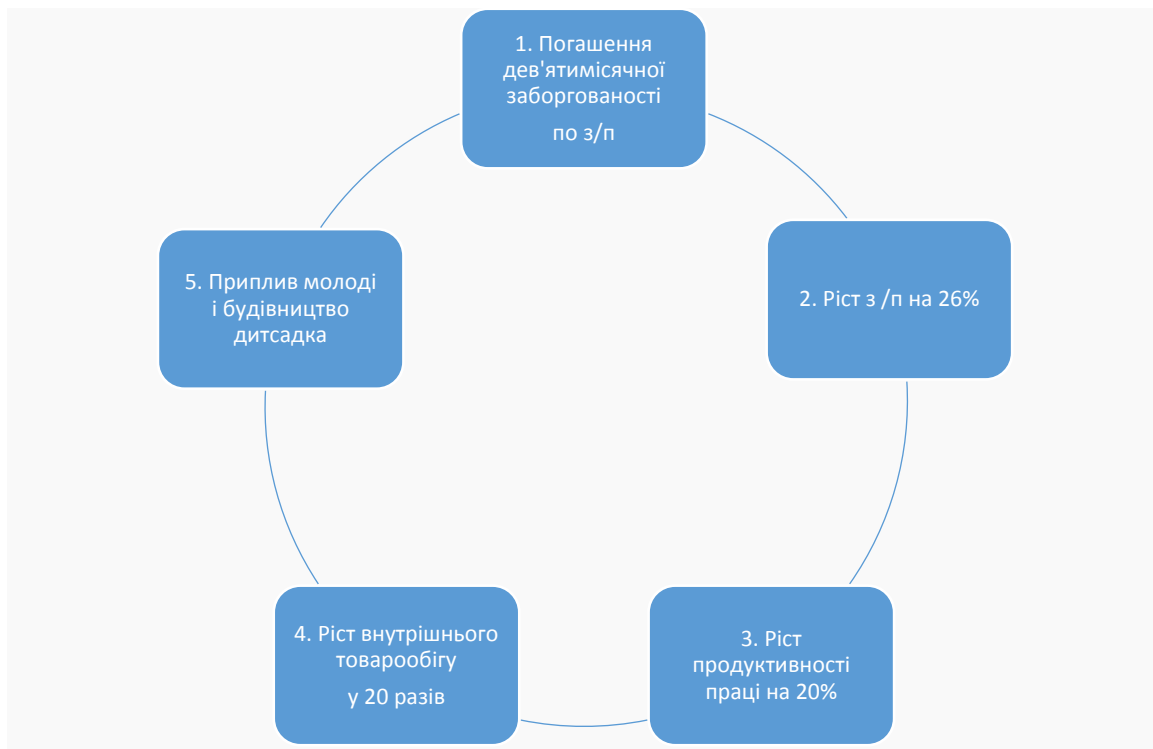 1. Погашення
дев'ятимісячної
заборгованості
по з/п
2. Ріст з /п на 26%
3. Ріст
продуктивності
праці на 20%
4. Ріст внутрішнього
товарообігу
у 20 разів
5. Приплив молоді
і будівництво
дитсадка